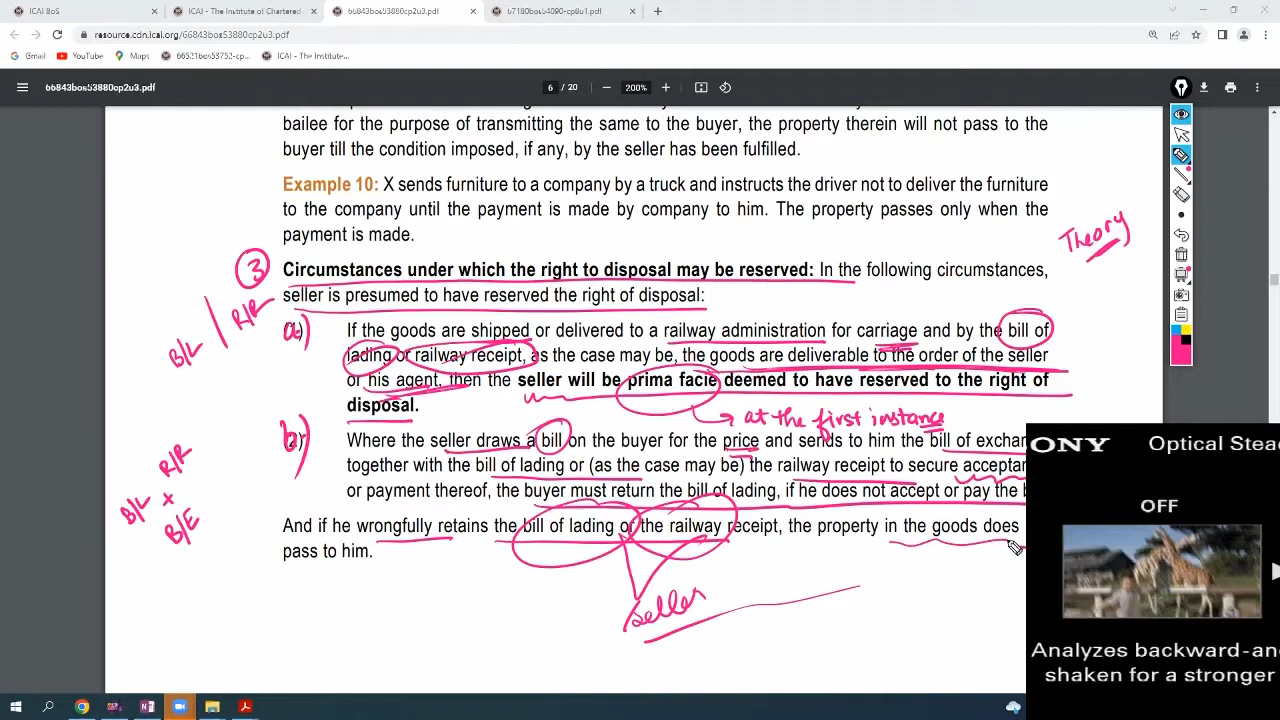 ICAI BoS
ICAI - The Institute of Chartered
66843bos53880cp2u3.pdf
67180bos54090-cp8u1.pdf
resource.cdn.icai.org/66843bos53880cp2u3.pdf
Gmail
YouTube
Maps
66521bos53752-cp...
ICAI - The Institute...
66843bos53880cp2u3.pdf
6 / 20
200%
bailee for the purpose of transmitting the same to the buyer, the property therein will not pass to the
buyer till the condition imposed, if any, by the seller has been fulfilled.
Example 10: X sends furniture to a company by a truck and instructs the driver not to deliver the furniture
to the company until the payment is made by company to him. The property passes only when the
payment is made.
Theory
3
Circumstances under which the right to disposal may be reserved: In the following circumstances,
seller is presumed to have reserved the right of disposal:
B/L
R/R
a)
If the goods are shipped or delivered to a railway administration for carriage and by the bill of
lading or railway receipt, as the case may be, the goods are deliverable to the order of the seller
or his agent, then the seller will be prima facie deemed to have reserved to the right of
disposal.
at the first instance
b)
(2)
Where the seller draws a bill on the buyer for the price and sends to him the bill of exchan
together with the bill of lading or (as the case may be) the railway receipt to secure acceptan
or payment thereof, the buyer must return the bill of lading, if he does not accept or pay the b
R/R
B/L x
B/E
And if he wrongfully retains the bill of lading or the railway receipt, the property in the goods does
pass to him.
Seller
ONY
Optical Stead
OFF
Analyzes backward-and
shaken for a stronger